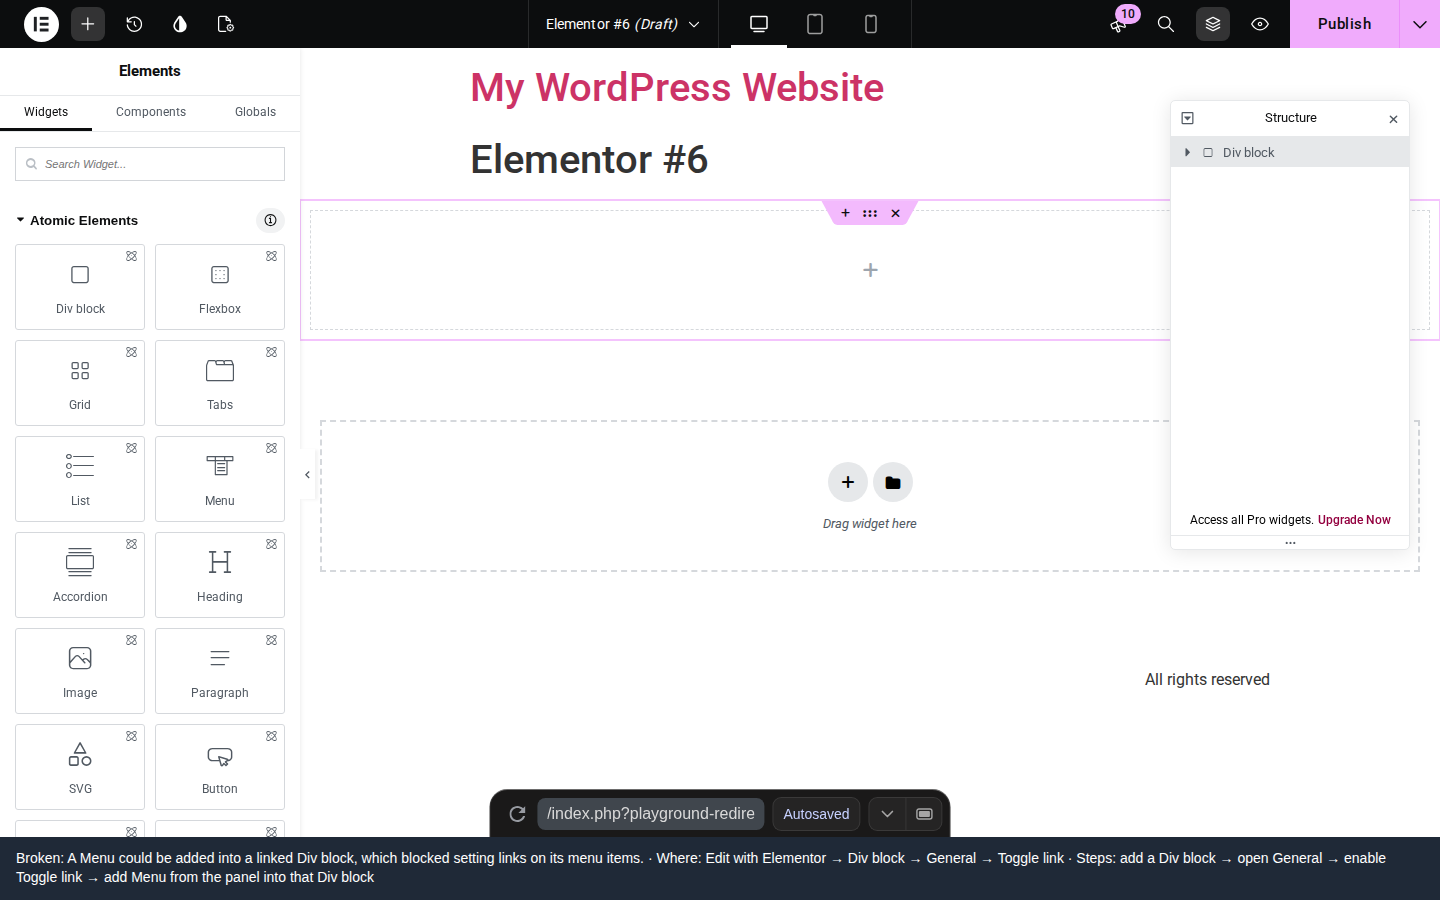 Elementor #6 (Draft)
10
Publish
Elements
Widgets
Components
Globals
Search Widget...
Atomic Elements
Div block
Flexbox
Grid
Tabs
List
Menu
Accordion
Heading
Image
Paragraph
SVG
Button
My WordPress Website
Elementor #6
Drag widget here
All rights reserved
Structure
Div block
Access all Pro widgets. Upgrade Now
/index.php?playground-redire
Autosaved
Broken: A Menu could be added into a linked Div block, which blocked setting links on its menu items. · Where: Edit with Elementor → Div block → General → Toggle link · Steps: add a Div block → open General → enable
Toggle link → add Menu from the panel into that Div block